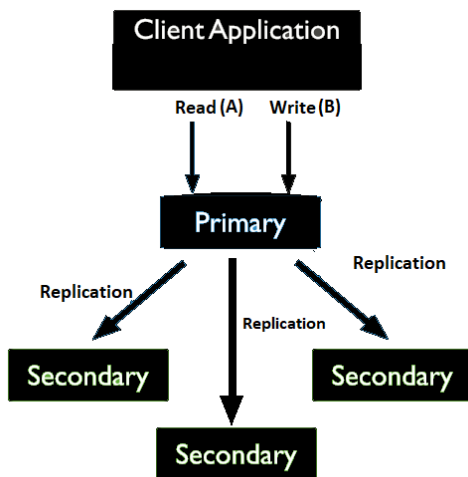 Client Application
Read (A) Write (B)
Primary
Replication
Replication
Replication
Secondary
Secondary
Secondary